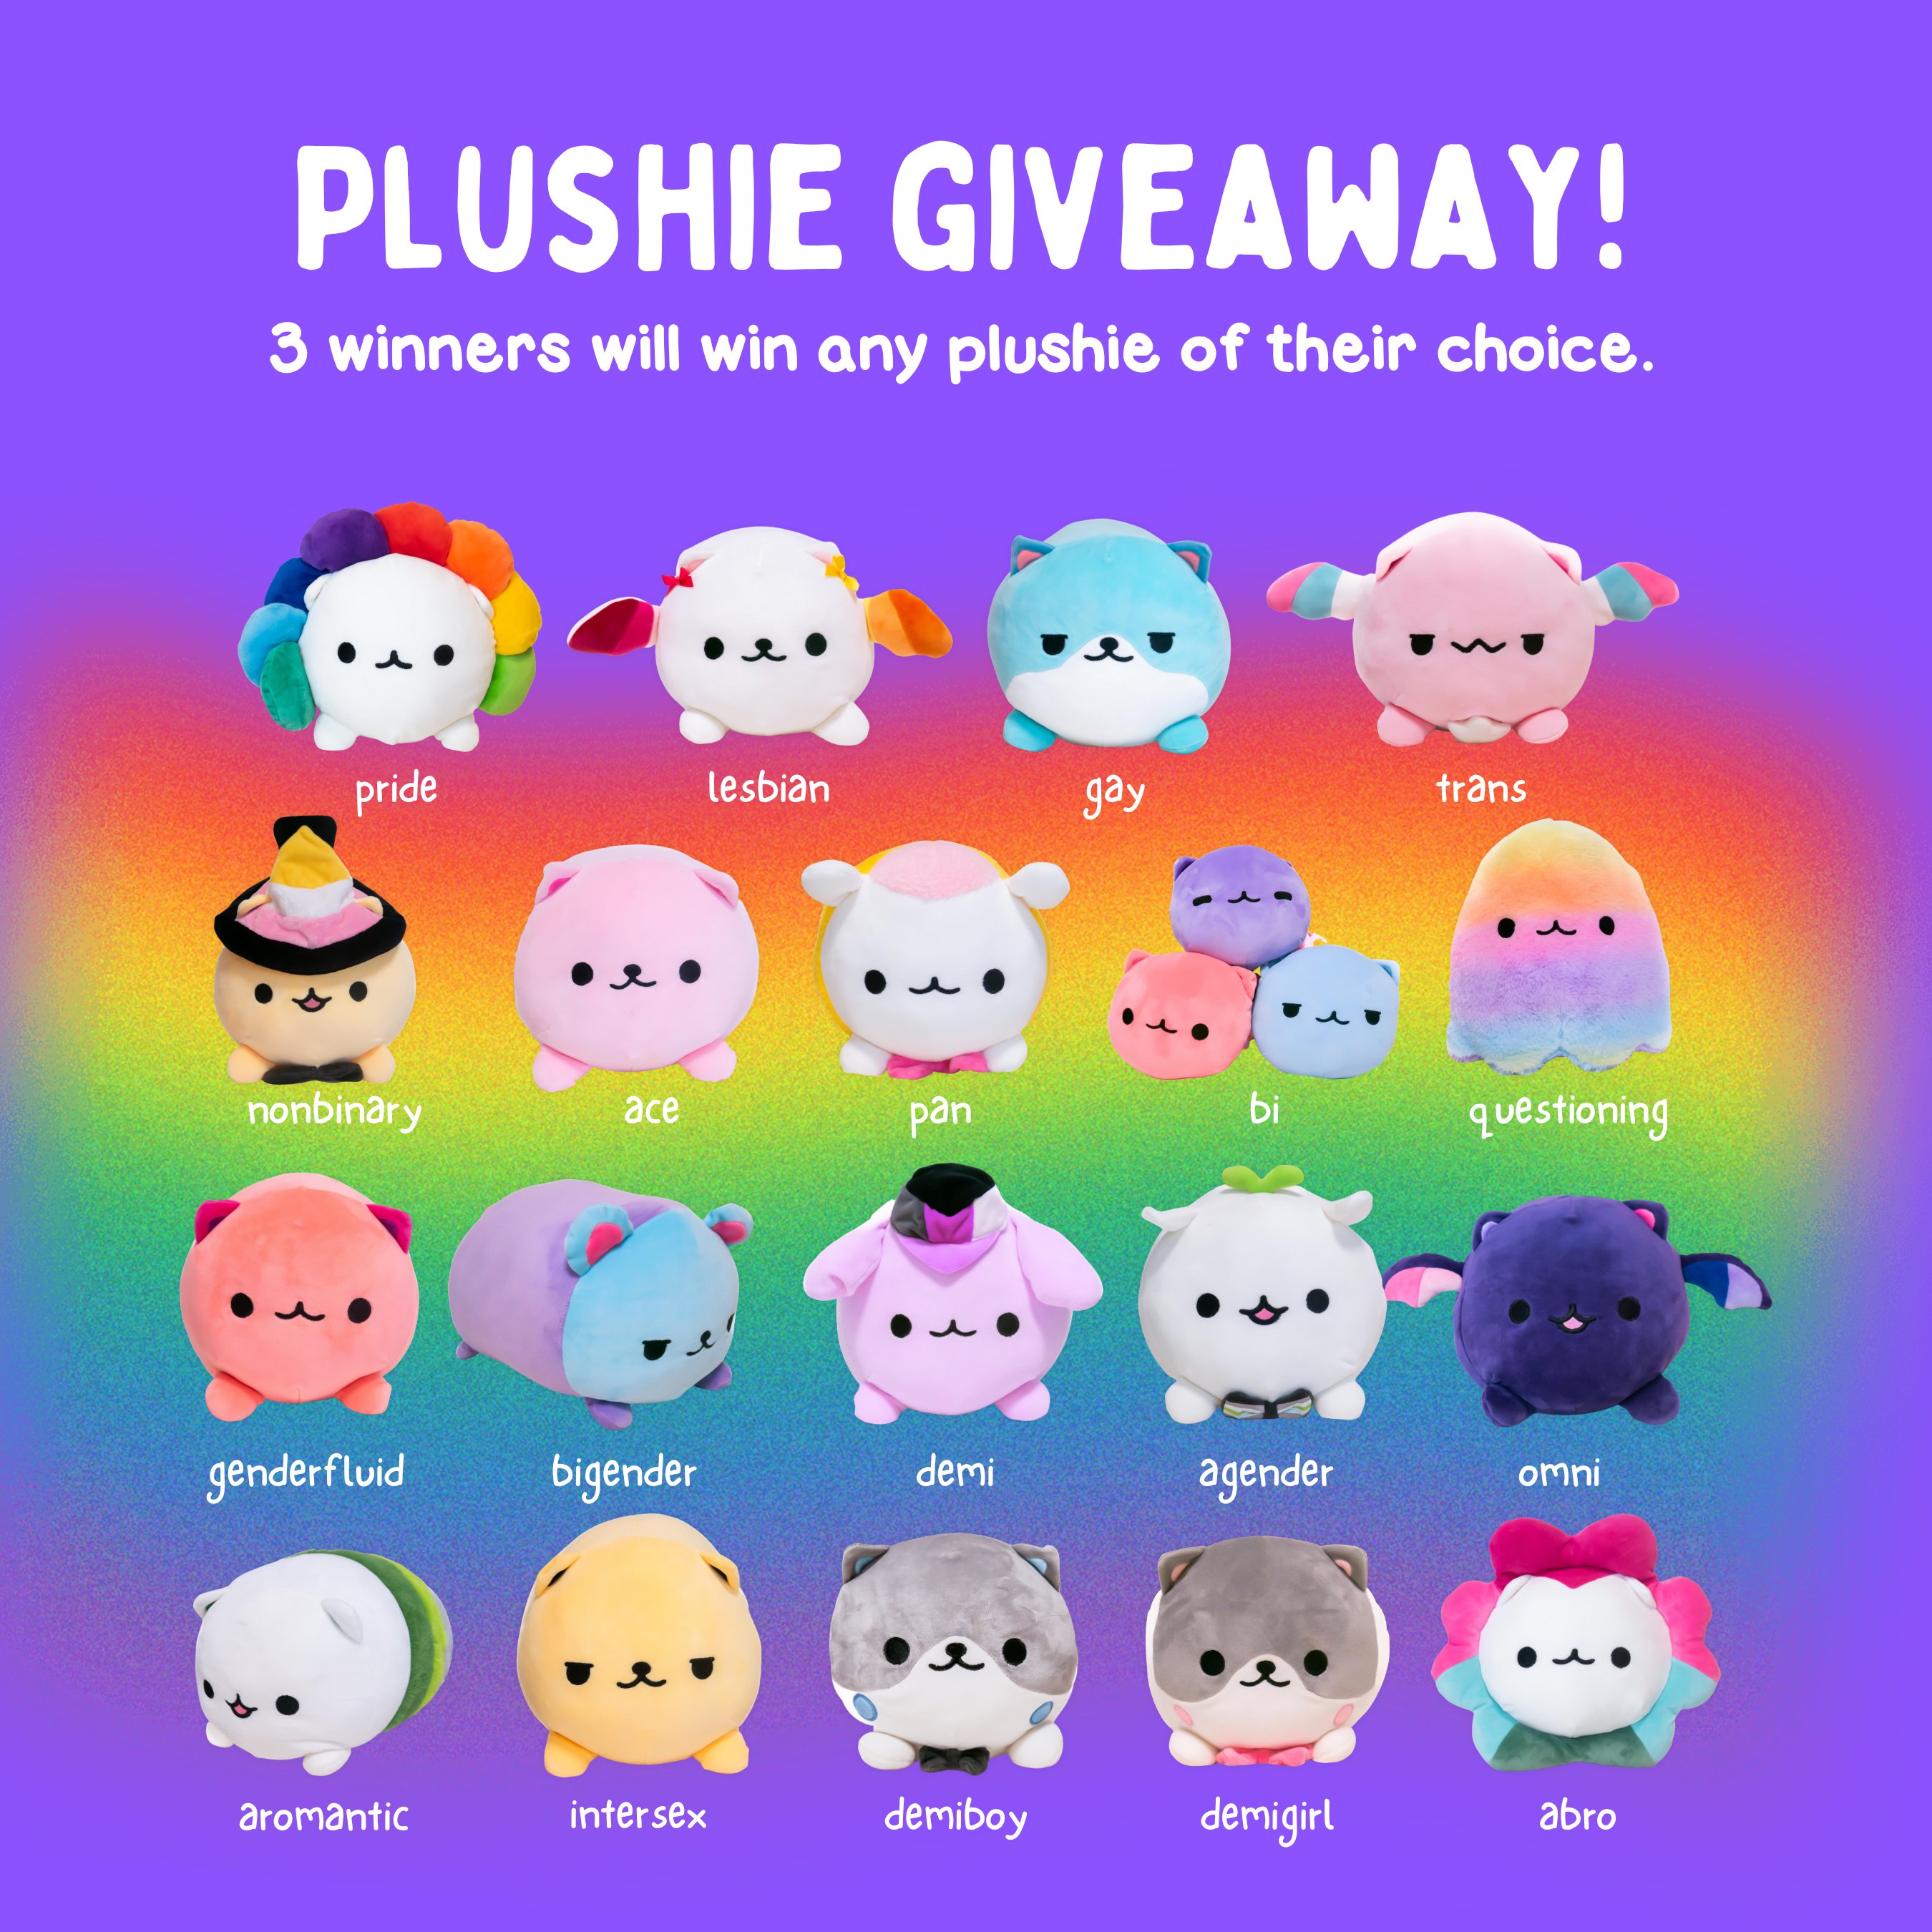 PLUSHIE GIVEAWAY!
3 winners will win any plushie of their choice.
pride lesbian gay trans
nonbinary ace pan bi questioning
genderfluid bigender demi agender omni
aromantic intersex demiboy demigirl abro